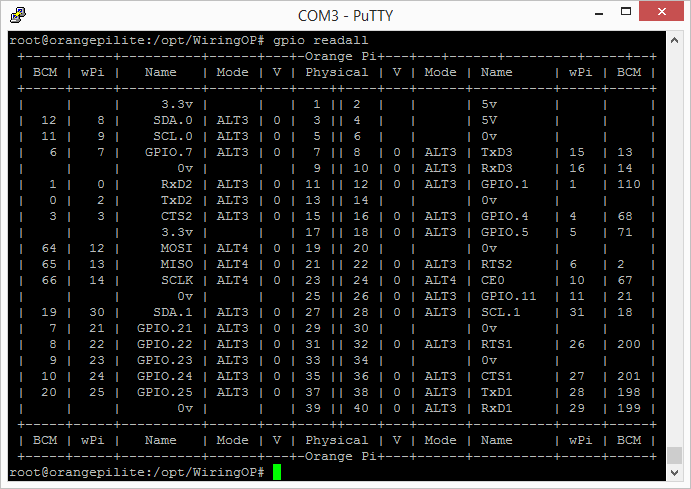 COM3 - PuTTY
root@orangepilite:/opt/WiringOP# gpio readall
+-----+-----+----------+------+---+-Orange Pi+---+---+------+---------+-----+--+
| BCM | wPi |   Name   | Mode | V | Physical | V | Mode | Name     | wPi | BCM |
+-----+-----+----------+------+---+----++----+---+------+----------+-----+-----+
|     |     |     3.3v |      |   |  1 || 2  |   |      | 5v       |     |     |
|  12 |   8 |    SDA.0 | ALT3 | 0 |  3 || 4  |   |      | 5V       |     |     |
|  11 |   9 |    SCL.0 | ALT3 | 0 |  5 || 6  |   |      | 0v       |     |     |
|   6 |   7 |   GPIO.7 | ALT3 | 0 |  7 || 8  | 0 | ALT3 | TxD3     | 15  | 13  |
|     |     |       0v |      |   |  9 || 10 | 0 | ALT3 | RxD3     | 16  | 14  |
|   1 |   0 |     RxD2 | ALT3 | 0 | 11 || 12 | 0 | ALT3 | GPIO.1   | 1   | 110 |
|   0 |   2 |     TxD2 | ALT3 | 0 | 13 || 14 |   |      | 0v       |     |     |
|   3 |   3 |     CTS2 | ALT3 | 0 | 15 || 16 | 0 | ALT3 | GPIO.4   | 4   | 68  |
|     |     |     3.3v |      |   | 17 || 18 | 0 | ALT3 | GPIO.5   | 5   | 71  |
|  64 |  12 |     MOSI | ALT4 | 0 | 19 || 20 |   |      | 0v       |     |     |
|  65 |  13 |     MISO | ALT4 | 0 | 21 || 22 | 0 | ALT3 | RTS2     | 6   | 2   |
|  66 |  14 |     SCLK | ALT4 | 0 | 23 || 24 | 0 | ALT4 | CE0      | 10  | 67  |
|     |     |       0v |      |   | 25 || 26 | 0 | ALT3 | GPIO.11  | 11  | 21  |
|  19 |  30 |    SDA.1 | ALT3 | 0 | 27 || 28 | 0 | ALT3 | SCL.1    | 31  | 18  |
|   7 |  21 |  GPIO.21 | ALT3 | 0 | 29 || 30 |   |      | 0v       |     |     |
|   8 |  22 |  GPIO.22 | ALT3 | 0 | 31 || 32 | 0 | ALT3 | RTS1     | 26  | 200 |
|   9 |  23 |  GPIO.23 | ALT3 | 0 | 33 || 34 |   |      | 0v       |     |     |
|  10 |  24 |  GPIO.24 | ALT3 | 0 | 35 || 36 | 0 | ALT3 | CTS1     | 27  | 201 |
|  20 |  25 |  GPIO.25 | ALT3 | 0 | 37 || 38 | 0 | ALT3 | TxD1     | 28  | 198 |
|     |     |       0v |      |   | 39 || 40 | 0 | ALT3 | RxD1     | 29  | 199 |
+-----+-----+----------+------+---+----++----+---+------+----------+-----+-----+
| BCM | wPi |   Name   | Mode | V | Physical | V | Mode | Name     | wPi | BCM |
+-----+-----+----------+------+---+-Orange Pi+---+------+----------+-----+-----+
root@orangepilite:/opt/WiringOP#